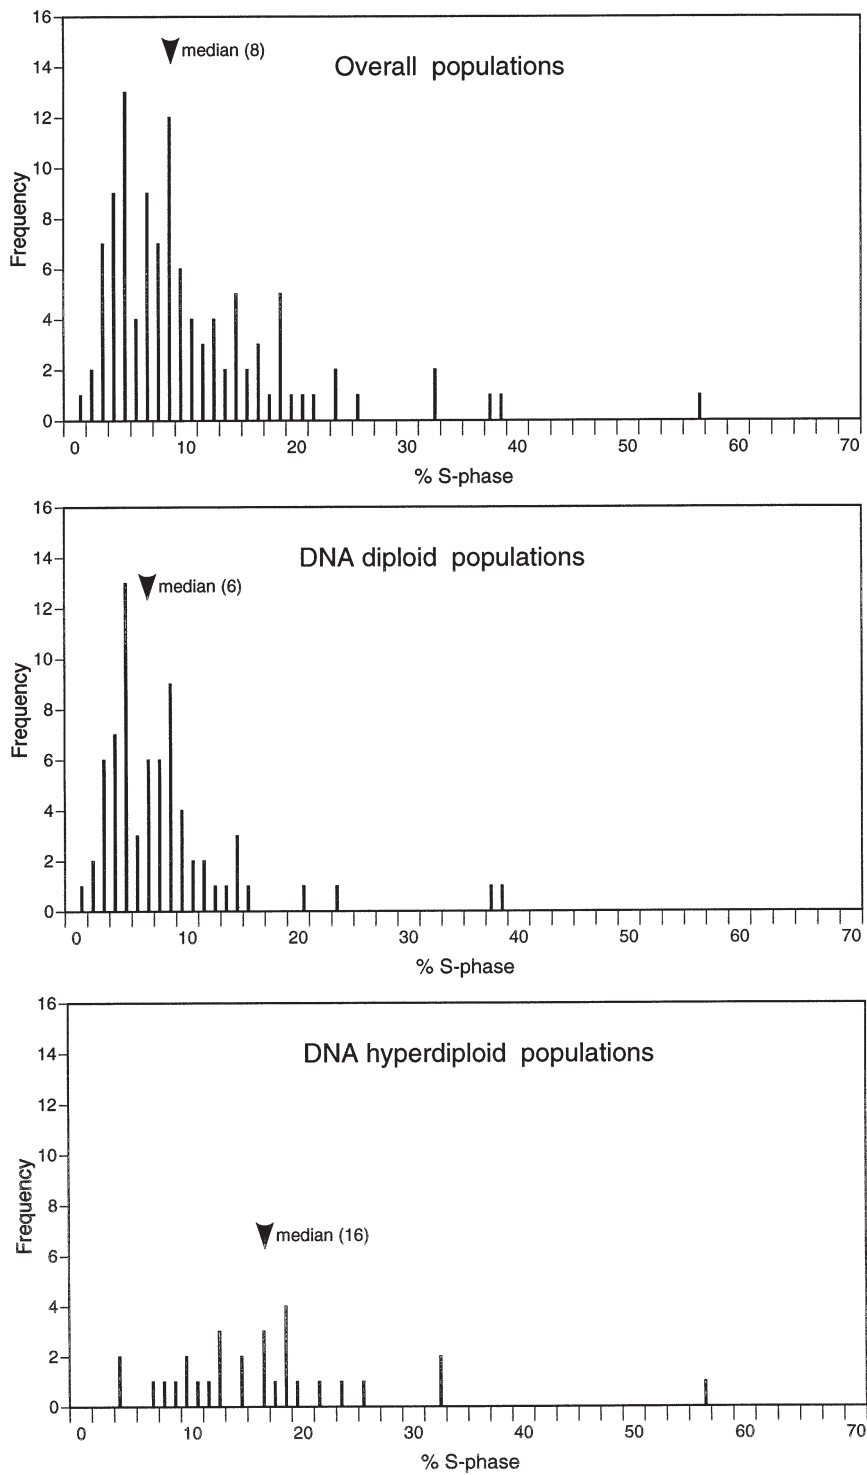 16
median (8)
Overall populations
14
12
10
Frequency
8
6
4
2
0
0 10 20 30 40 50 60 70
% S-phase
16
DNA diploid populations
14
median (6)
12
10
Frequency
8
6
4
2
0
0 10 20 30 40 50 60 70
% S-phase
16
DNA hyperdiploid populations
14
12
10
Frequency
8
median (16)
6
4
2
0
0 10 20 30 40 50 60 70
% S-phase